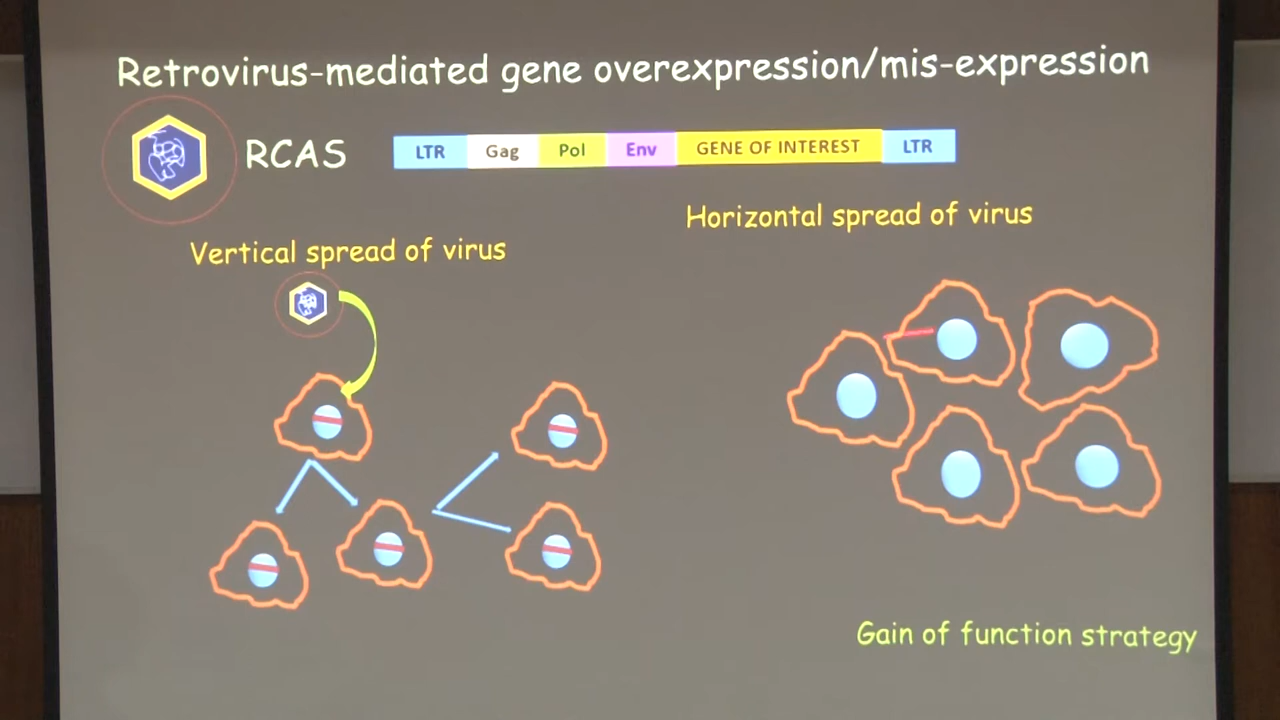 Retrovirus-mediated gene overexpression/mis-expression
RCAS
LTR Gag Pol Env GENE OF INTEREST LTR
Horizontal spread of virus
Vertical spread of virus
Gain of function strategy